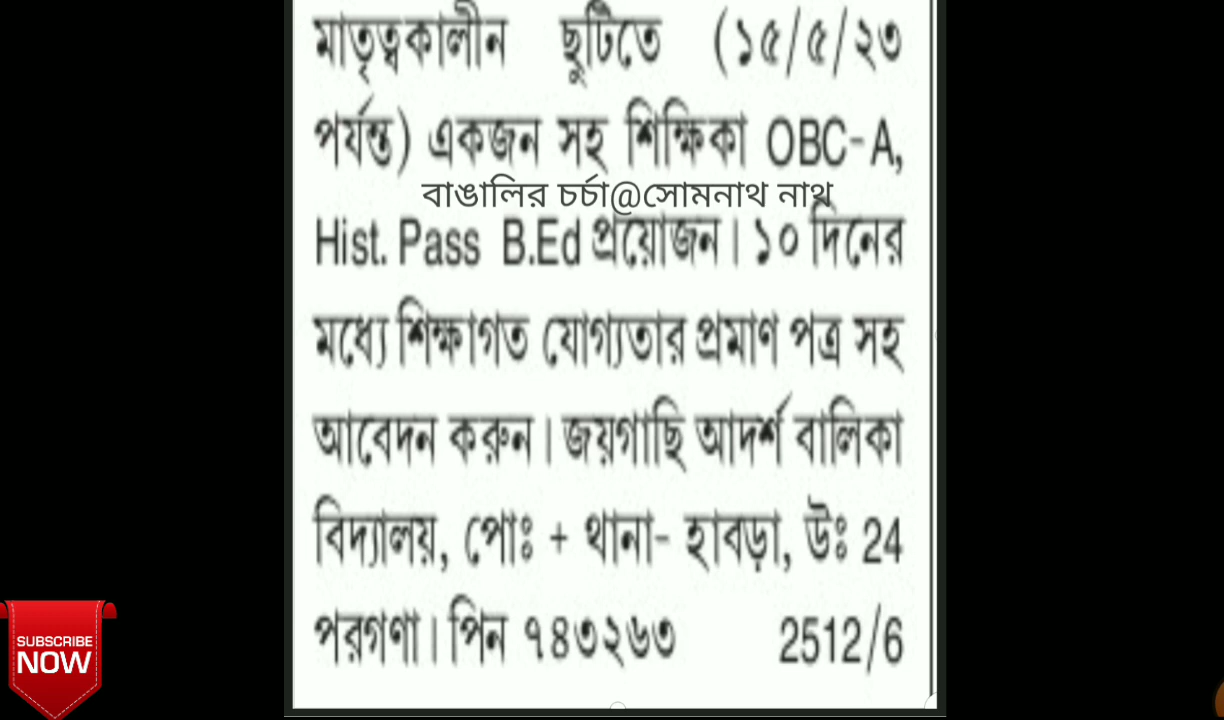 মাতৃত্বকালীন ছুটিতে (১৫/৫/২৩
পর্যন্ত) একজন সহ শিক্ষিকা OBC-A,
বাঙালির চর্চা@সোমনাথ নাথ
Hist. Pass B.Ed প্রয়োজন। ১০ দিনের
মধ্যে শিক্ষাগত যোগ্যতার প্রমাণ পত্র সহ
আবেদন করুন। জয়গাছি আদর্শ বালিকা
বিদ্যালয়, পোঃ + থানা- হাবড়া, উঃ 24
পরগণা। পিন ৭৪৩২৬৩ 2512/6
SUBSCRIBE
NOW